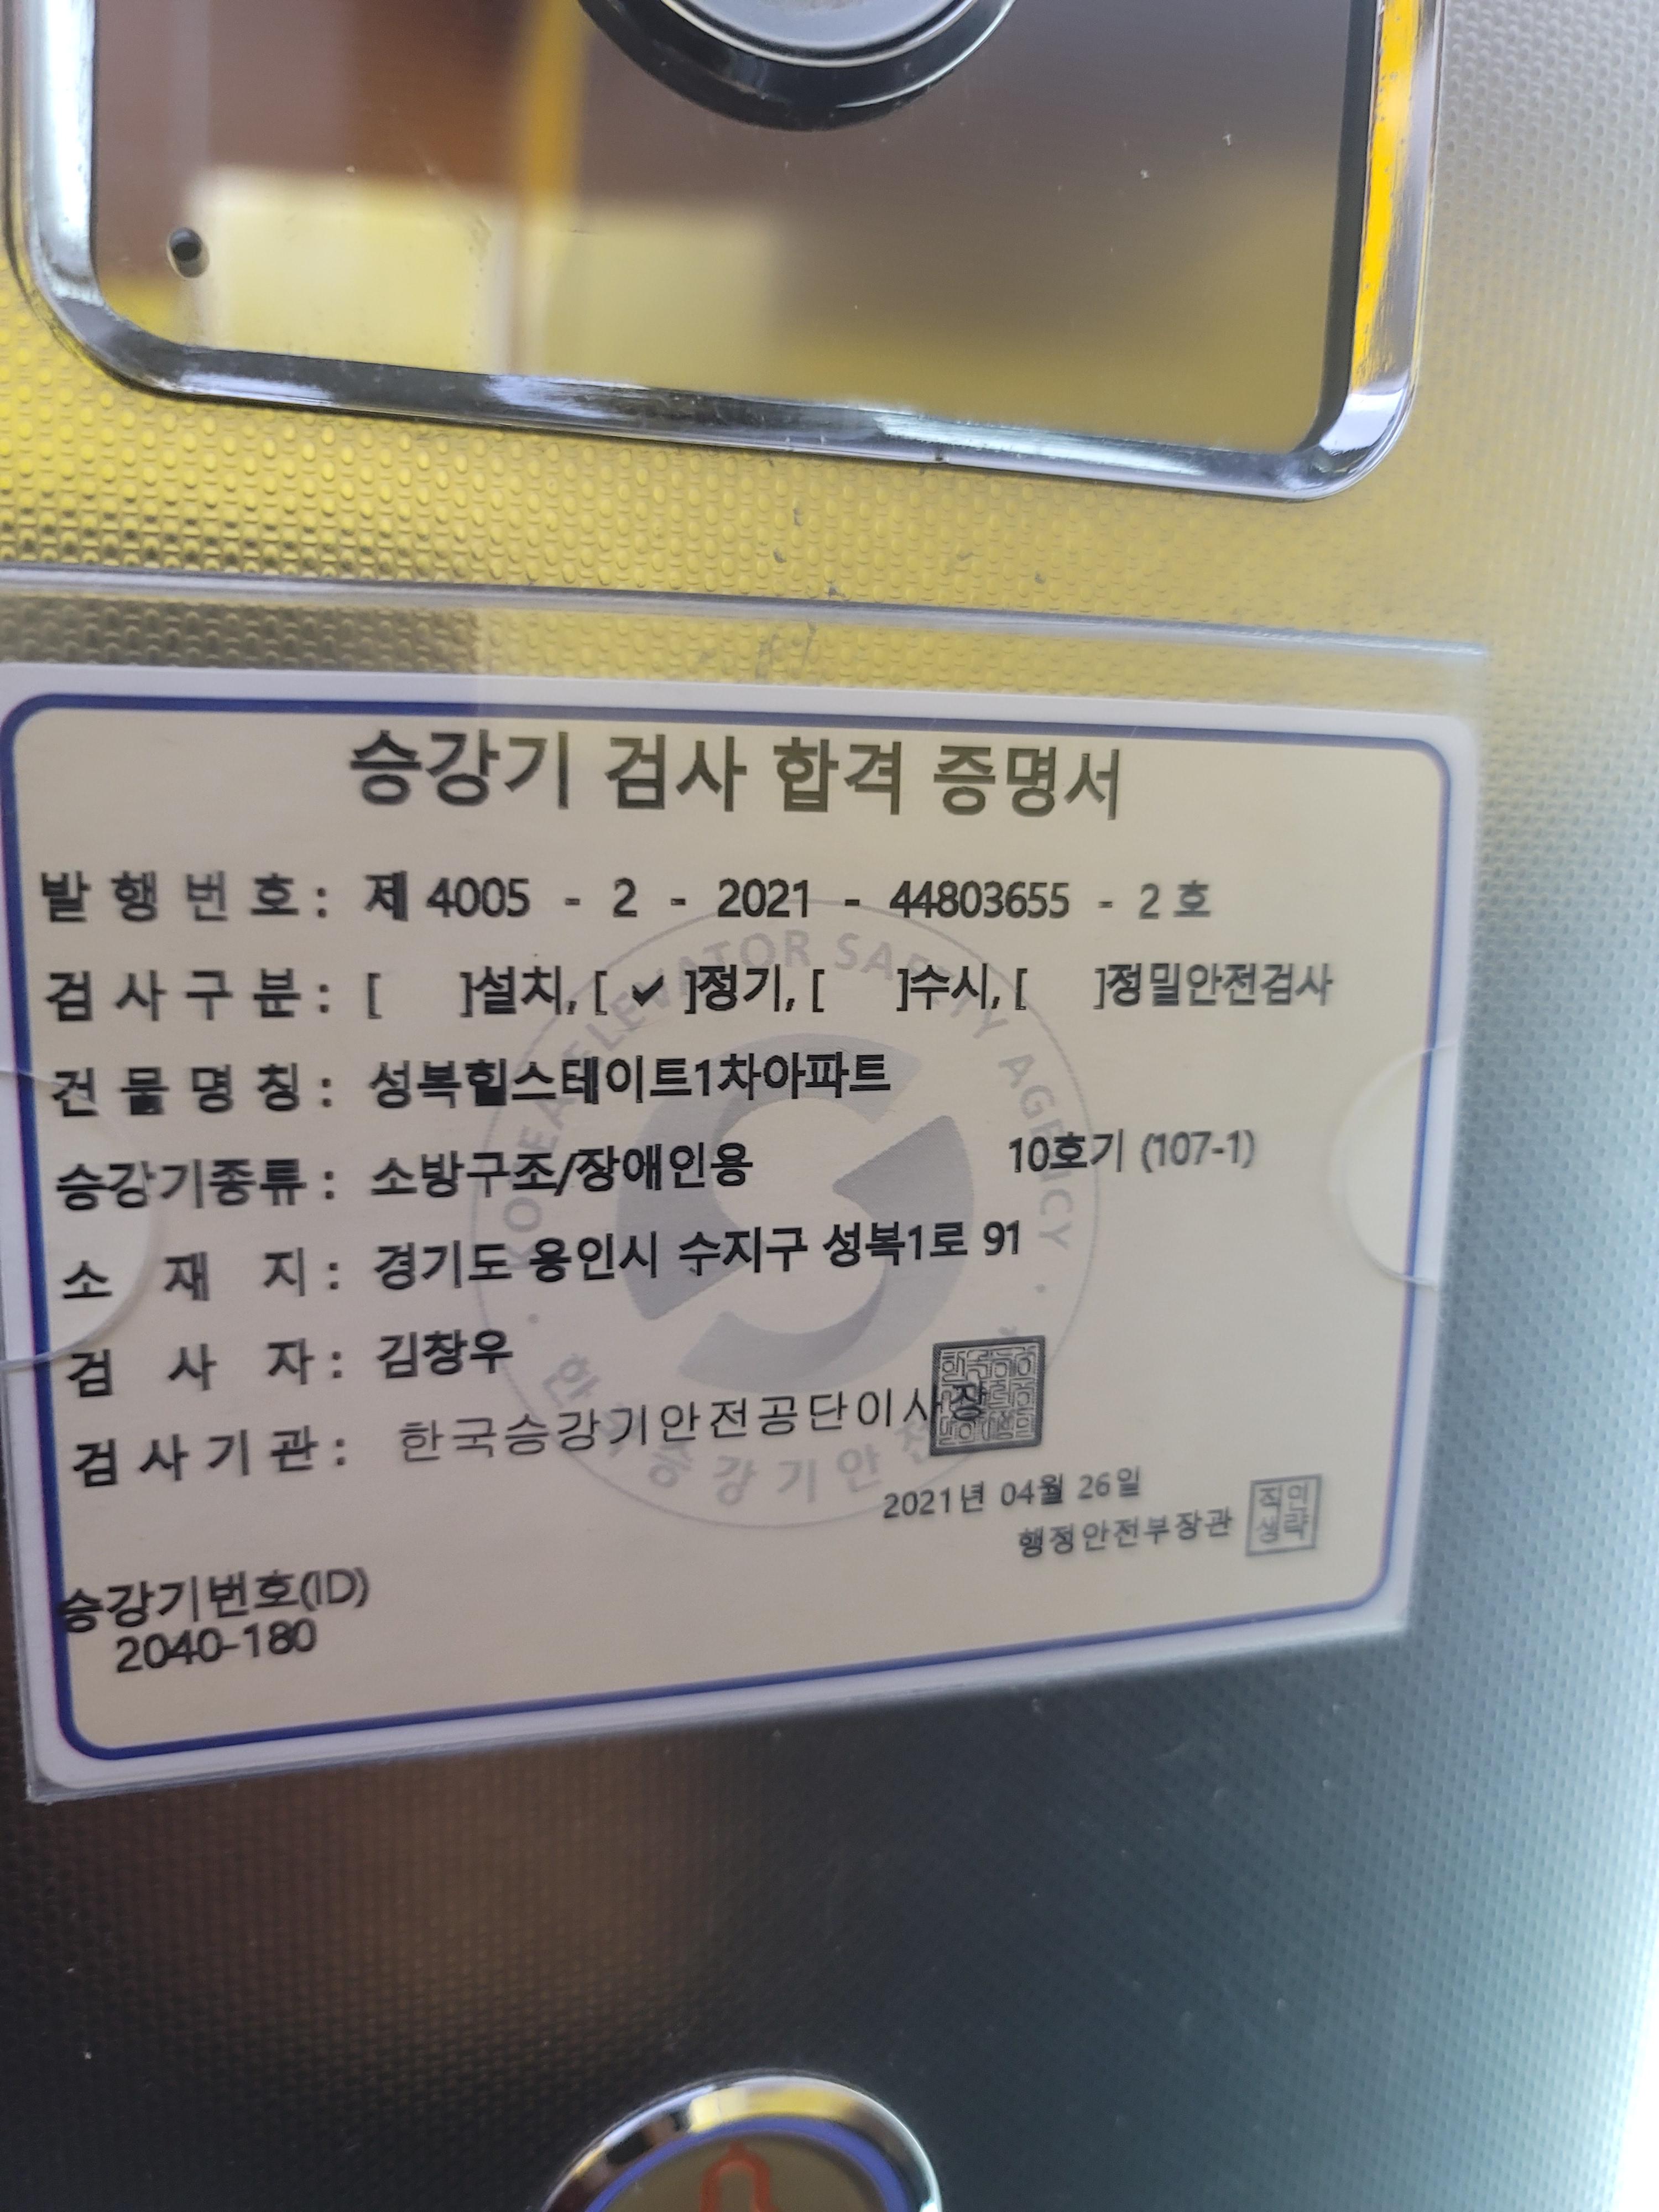 승강기 검사 합격 증명서
발 행 번 호 : 제 4005 - 2 - 2021 - 44803655 - 2 호
검 사 구 분 : [ ]설치, [ ✔ ]정기, [ ]수시, [ ]정밀안전검사
건 물 명 칭 : 성복힐스테이트1차아파트
승강기종류 : 소방구조/장애인용 10호기 (107-1)
소 재 지 : 경기도 용인시 수지구 성복1로 91
검 사 자 : 김창우
검 사 기 관 : 한국승강기안전공단이사장
2021년 04월 26일
행정안전부장관 직인생략
승강기번호(ID)
2040-180
KOREA ELEVATOR SAFETY AGENCY